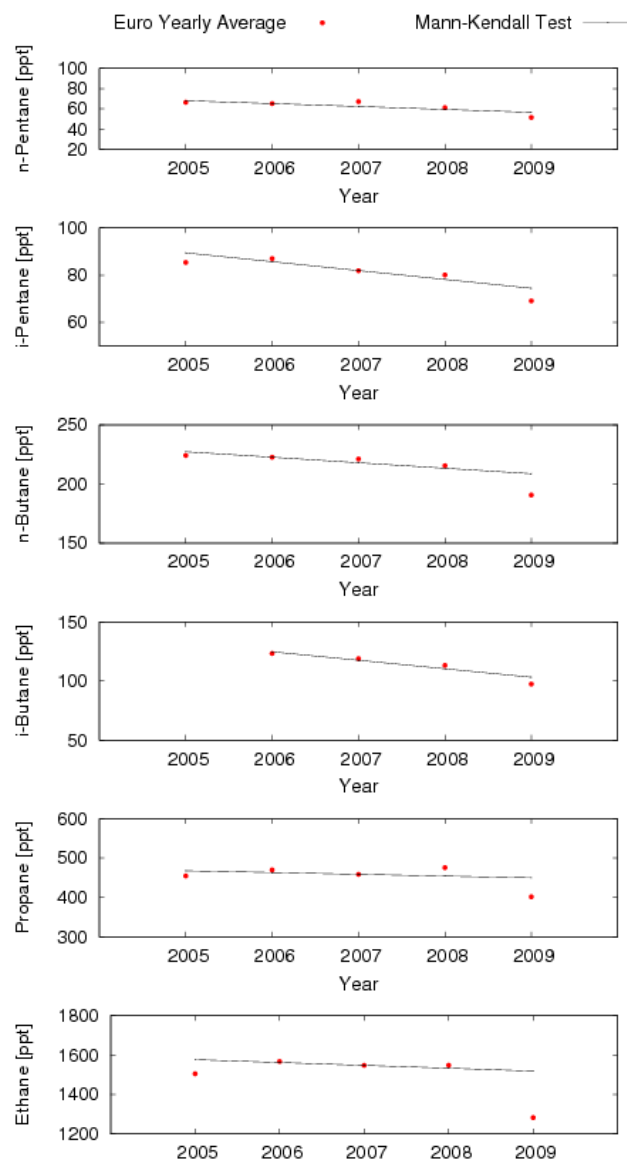 Euro Yearly Average
Mann-Kendall Test
n-Pentane [ppt]
100
80
60
40
20
2005 2006 2007 2008 2009
Year
i-Pentane [ppt]
100
80
60
2005 2006 2007 2008 2009
Year
n-Butane [ppt]
250
200
150
2005 2006 2007 2008 2009
Year
i-Butane [ppt]
150
100
50
2005 2006 2007 2008 2009
Year
Propane [ppt]
600
500
400
300
2005 2006 2007 2008 2009
Year
Ethane [ppt]
1800
1600
1400
1200
2005 2006 2007 2008 2009